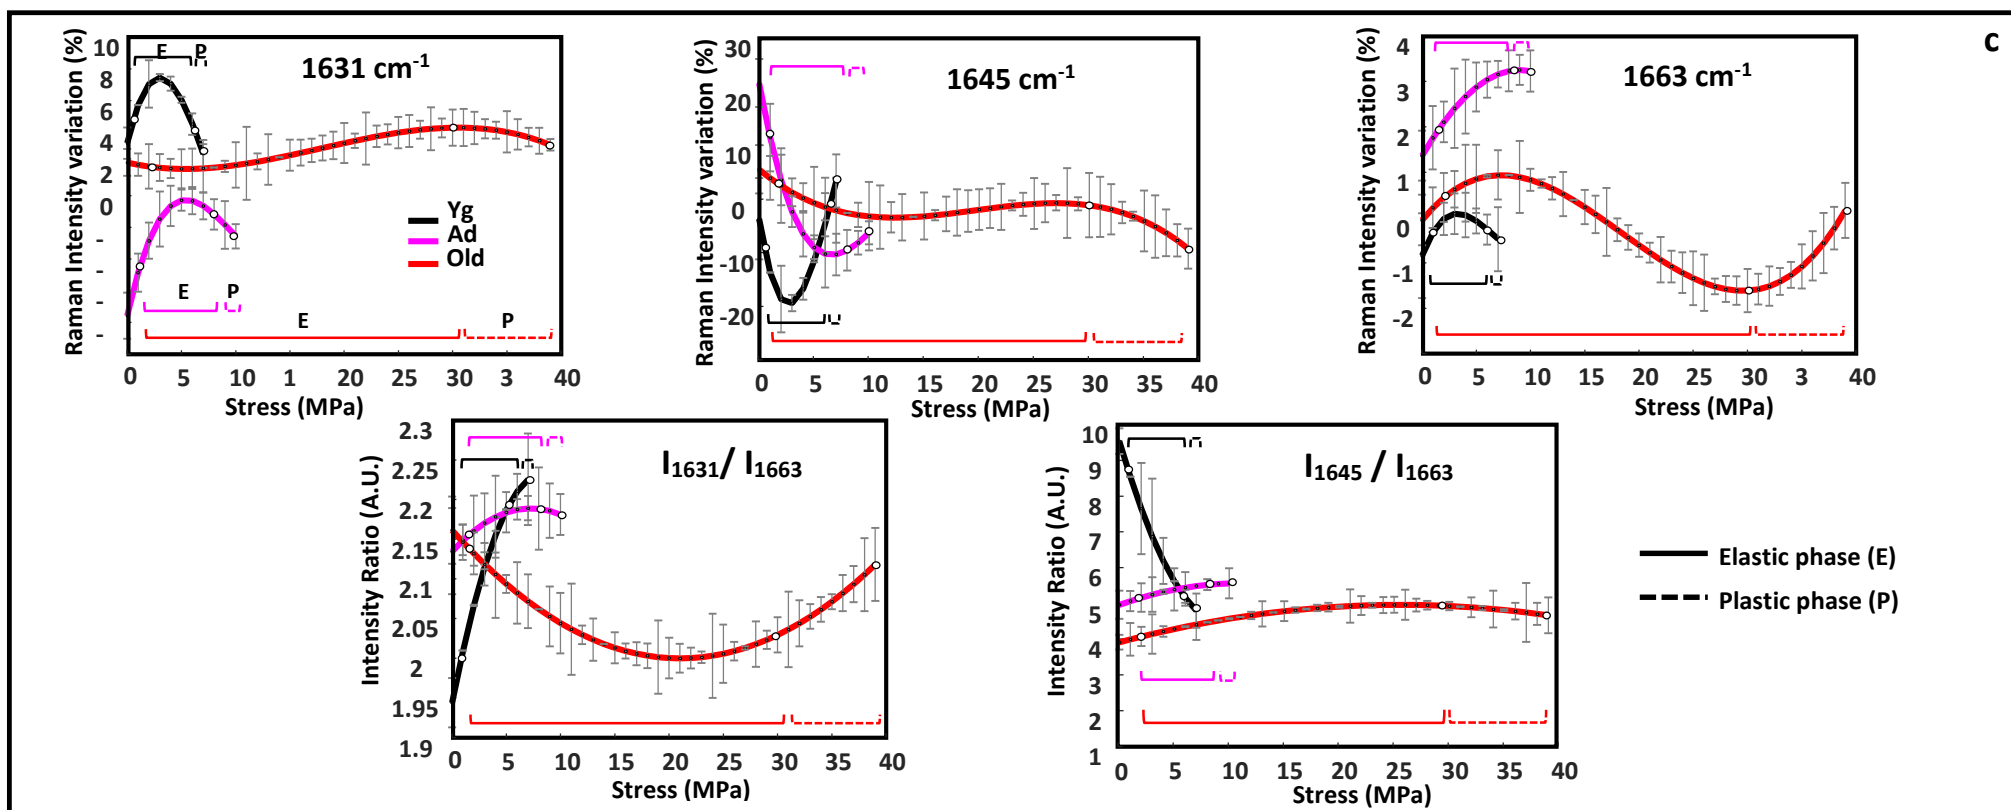 c
1631 cm-1
Raman Intensity variation (%)
10
8
6
4
2
0
-
-
-
-
E P
Yg
Ad
Old
E P
E P
0 5 10 1 20 30 3 40
Stress (MPa)
1645 cm-1
Raman Intensity variation (%)
30
20
10
0
-10
-20
0 5 10 15 20 25 30 35 40
Stress (MPa)
1663 cm-1
Raman Intensity variation (%)
4
3
2
1
0
-1
-2
0 5 10 15 20 25 30 3 40
Stress (MPa)
I1631/ I1663
Intensity Ratio (A.U.)
2.3
2.25
2.2
2.15
2.1
2.05
2
1.95
1.9
0 5 10 15 20 25 30 35 40
Stress (MPa)
I1645 / I1663
Intensity Ratio (A.U.)
10
9
8
7
6
5
4
3
2
1
0 5 10 15 20 25 30 35 40
Stress (MPa)
Elastic phase (E)
Plastic phase (P)